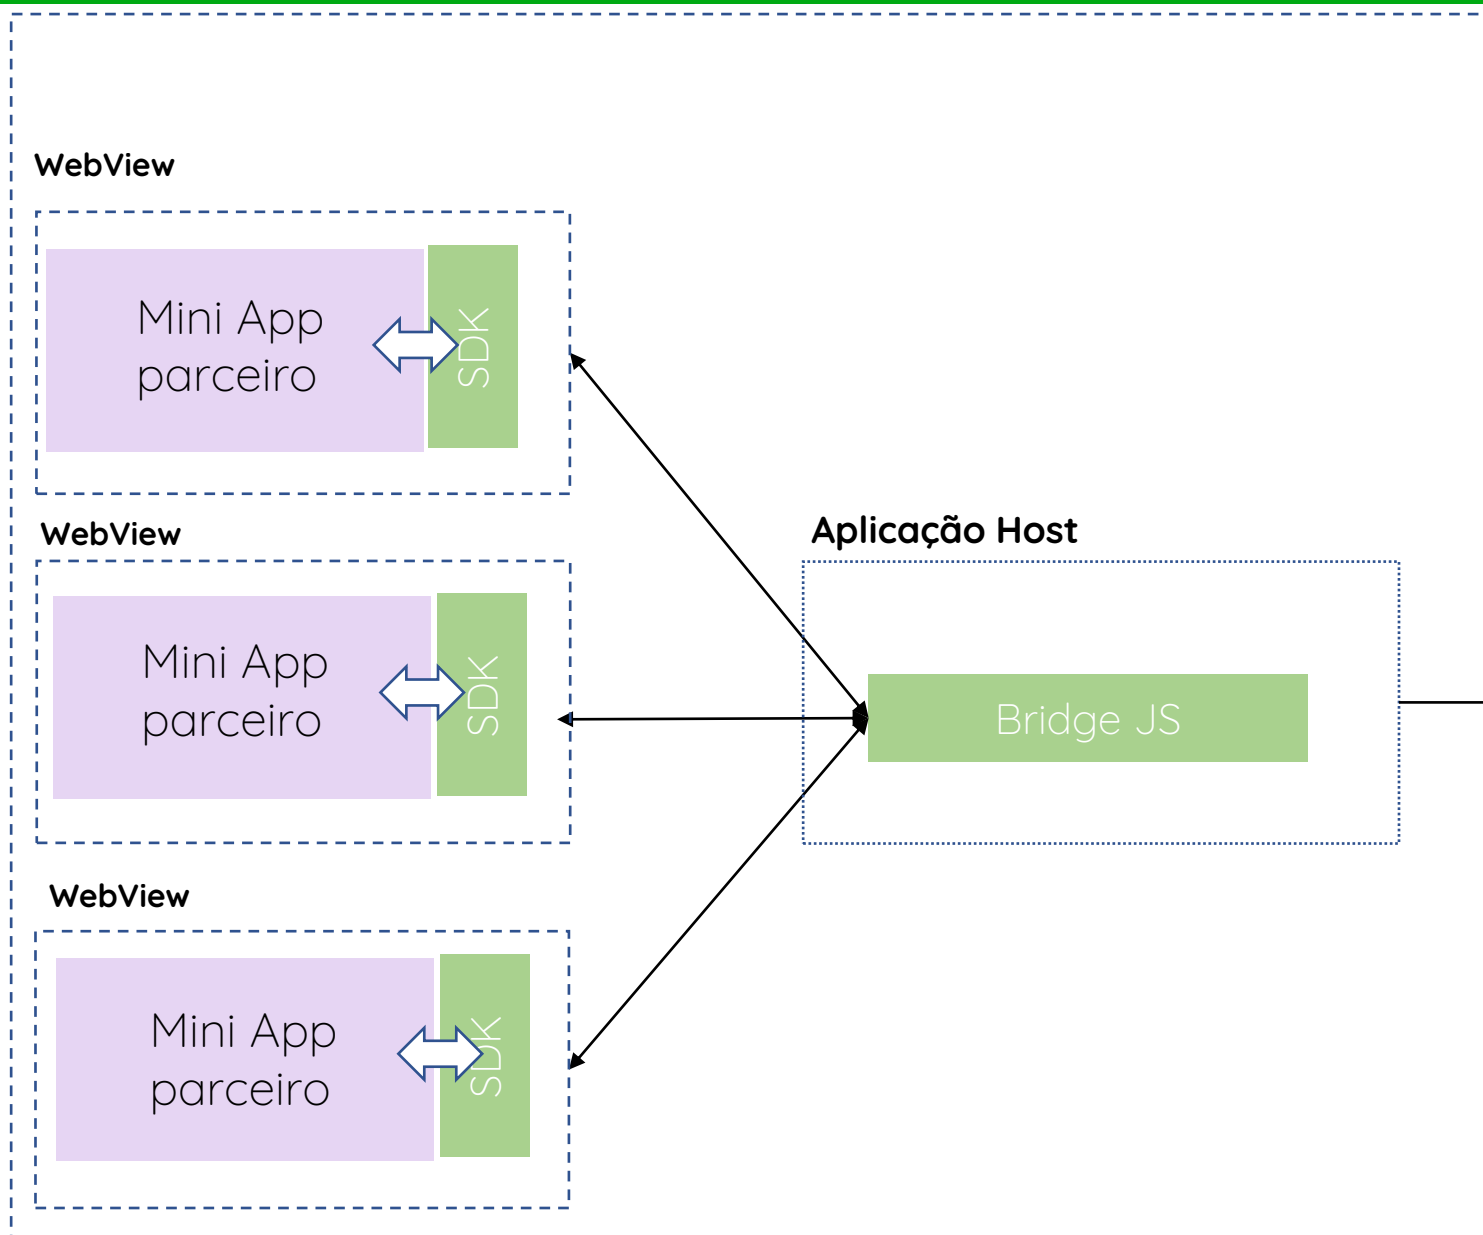 WebView
Mini App
parceiro
SDK
WebView
Mini App
parceiro
SDK
WebView
Mini App
parceiro
SDK
Aplicação Host
Bridge JS